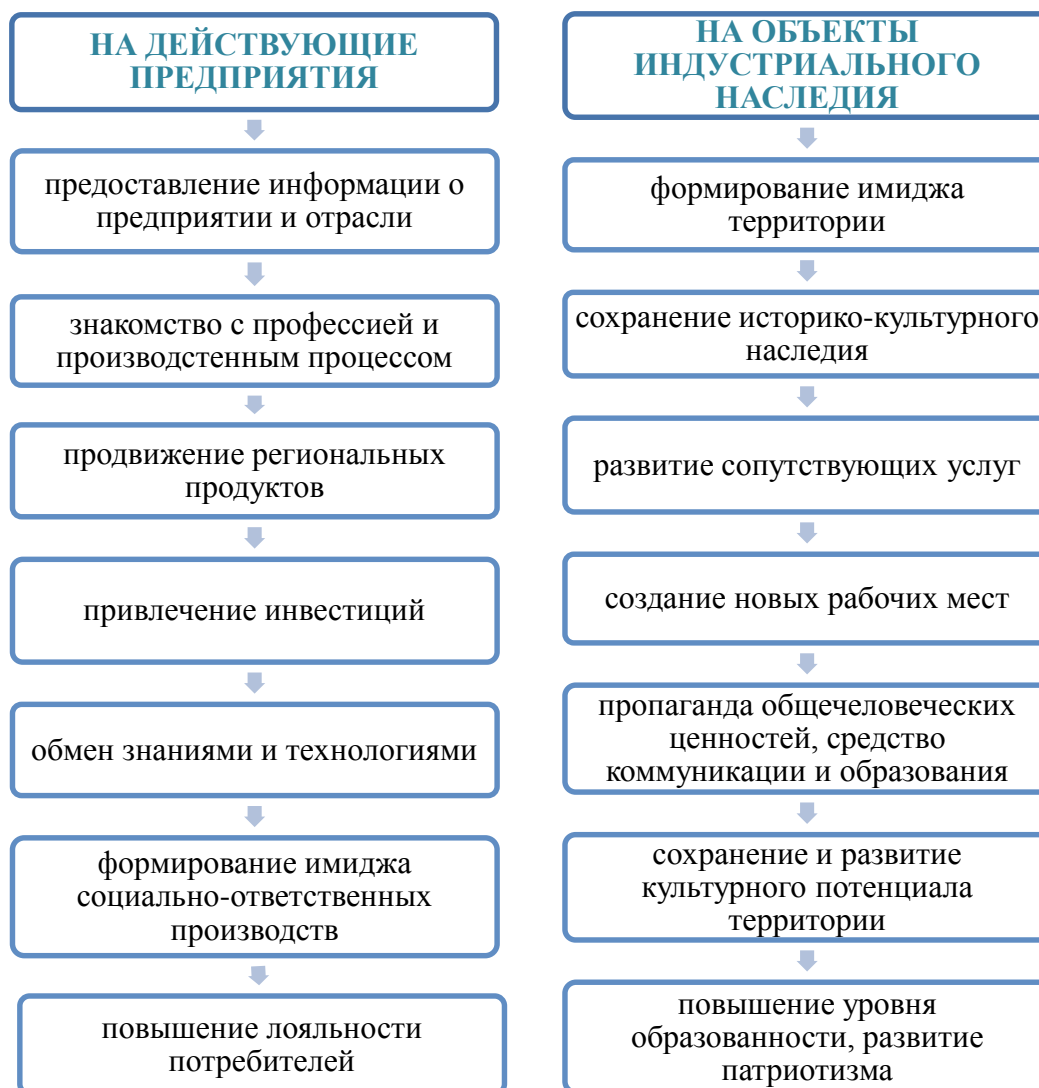 НА ДЕЙСТВУЮЩИЕ
ПРЕДПРИЯТИЯ
предоставление информации о
предприятии и отрасли
знакомство с профессией и
производстенным процессом
продвижение региональных
продуктов
привлечение инвестиций
обмен знаниями и технологиями
формирование имиджа
социально-ответственных
производств
повышение лояльности
потребителей
НА ОБЪЕКТЫ
ИНДУСТРИАЛЬНОГО
НАСЛЕДИЯ
формирование имиджа
территории
сохранение историко-культурного
наследия
развитие сопутствующих услуг
создание новых рабочих мест
пропаганда общечеловеческих
ценностей, средство
коммуникации и образования
сохранение и развитие
культурного потенциала
территории
повышение уровня
образованности, развитие
патриотизма